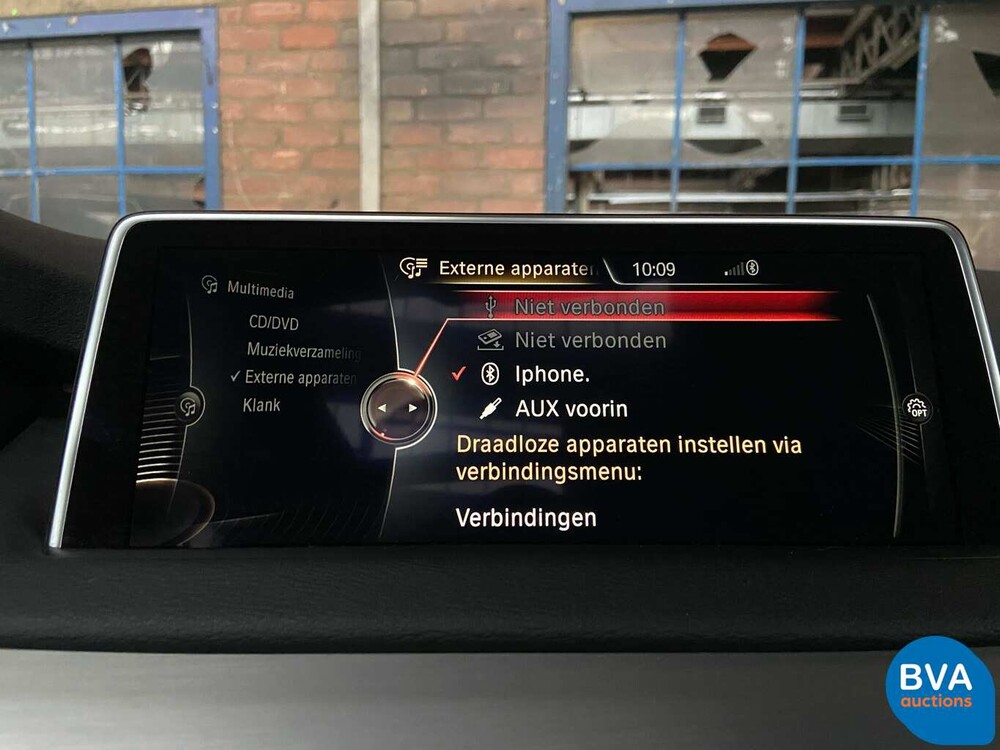 Multimedia
CD/DVD
Muziekverzameling
Externe apparaten
Klank
Externe apparaten
10:09
Niet verbonden
Niet verbonden
Iphone.
AUX voorin
Draadloze apparaten instellen via
verbindingsmenu:
Verbindingen
OPT
BVA
auctions